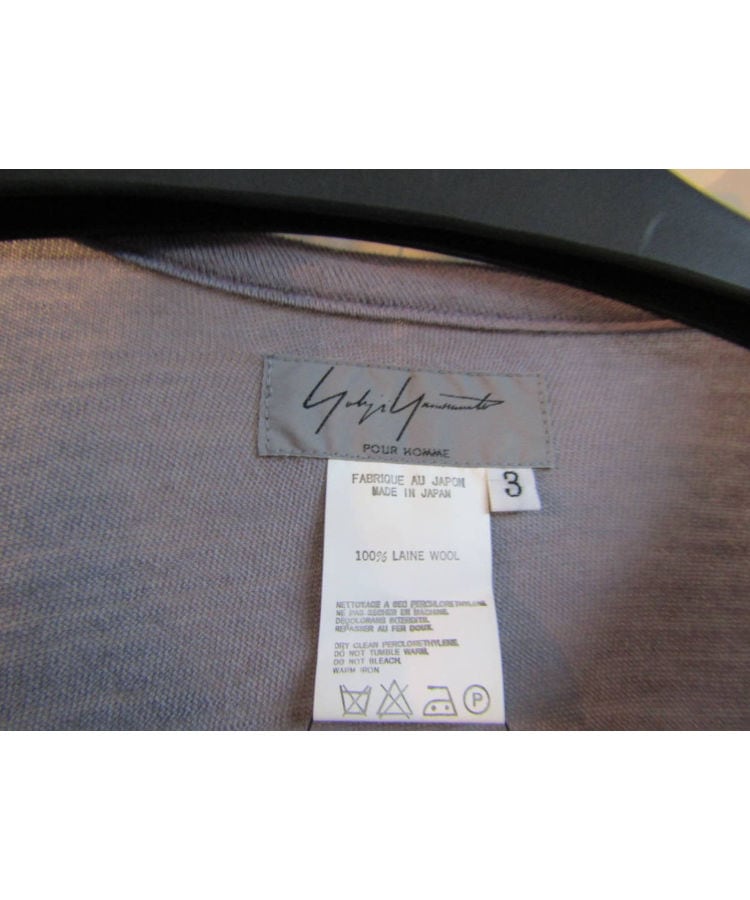 Yohji Yamamoto
POUR HOMME
FABRIQUE AU JAPON
MADE IN JAPAN
3
100% LAINE WOOL
NETTOYAGE A SEC PERCHLORETHYLENE.
NE PAS SECHER EN MACHINE.
DECOLORANS INTERDITS.
REPASSER AU FER DOUX.
DRY CLEAN PERCLORETHYLENE.
DO NOT TUMBLE WARM.
DO NOT BLEACH.
WARM IRON
P